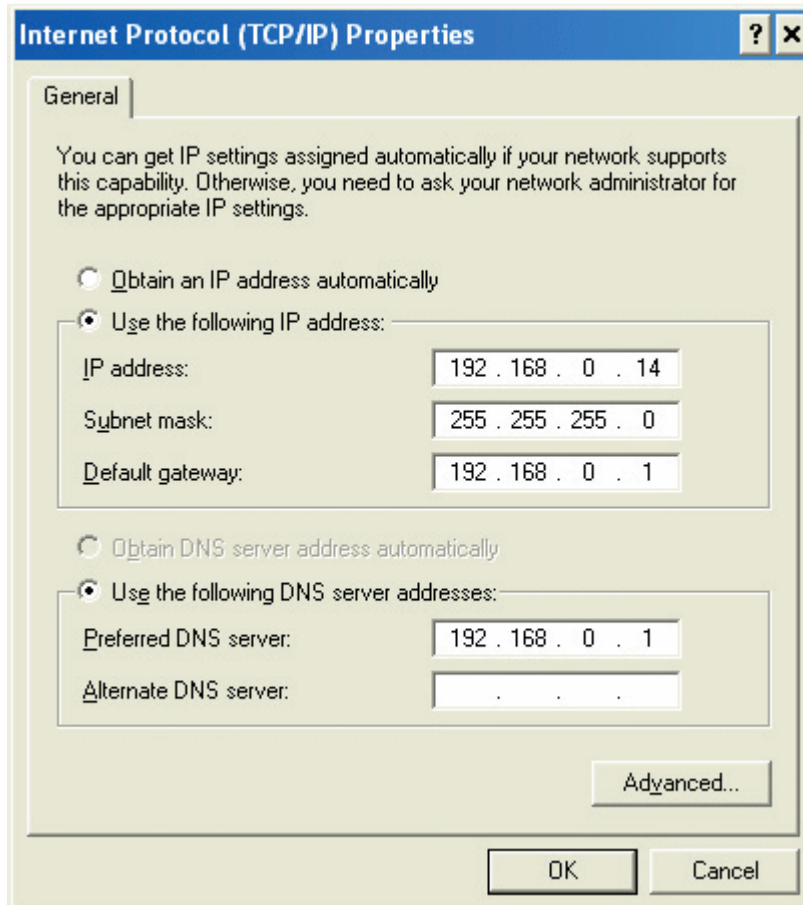 Internet Protocol (TCP/IP) Properties
? ×
General
You can get IP settings assigned automatically if your network supports
this capability. Otherwise, you need to ask your network administrator for
the appropriate IP settings.
Obtain an IP address automatically
Use the following IP address:
IP address: 192 . 168 . 0 . 14
Subnet mask: 255 . 255 . 255 . 0
Default gateway: 192 . 168 . 0 . 1
Obtain DNS server address automatically
Use the following DNS server addresses:
Preferred DNS server: 192 . 168 . 0 . 1
Alternate DNS server: . . .
Advanced...
OK Cancel